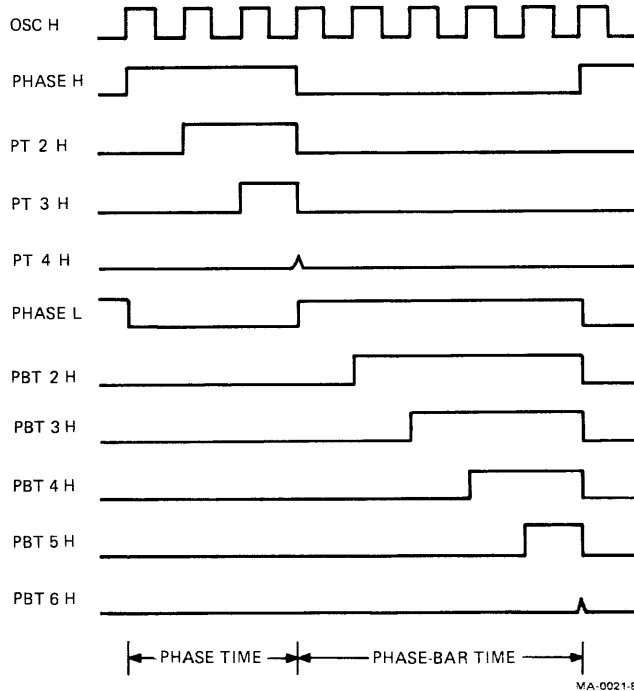 OSC H
PHASE H
PT 2 H
PT 3 H
PT 4 H
PHASE L
PBT 2 H
PBT 3 H
PBT 4 H
PBT 5 H
PBT 6 H
PHASE TIME PHASE-BAR TIME